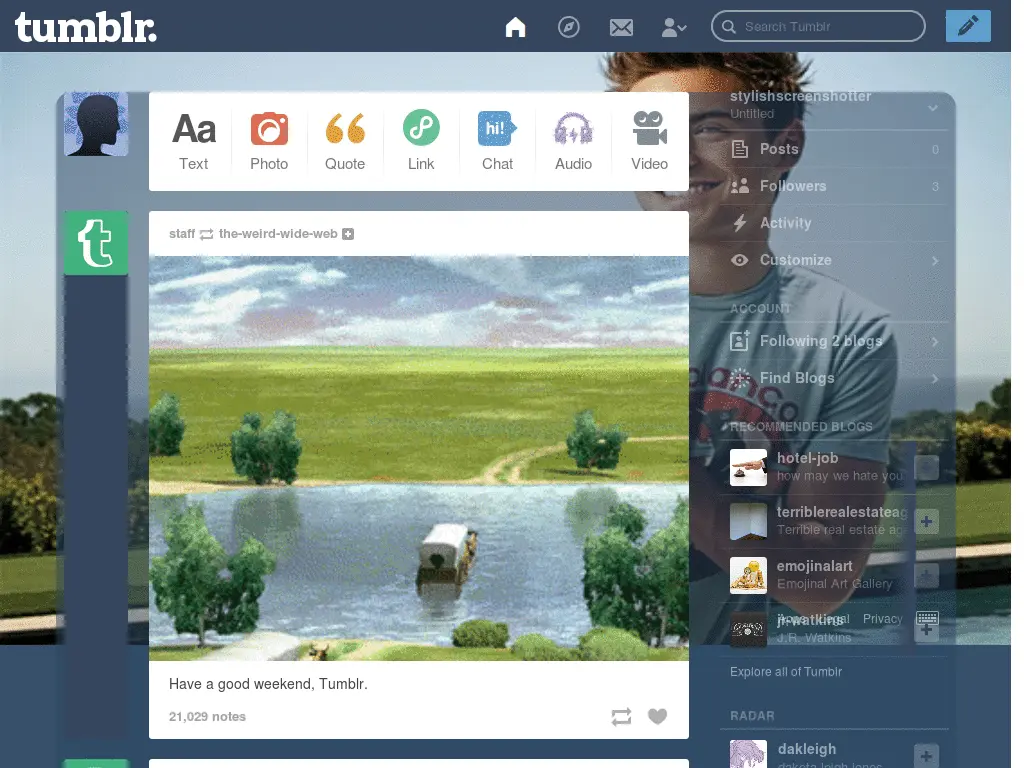 tumblr.
Search Tumblr
Aa
hi!
Text Photo Quote Link Chat Audio Video
stylishscreenshotter
Untitled
Posts 0
Followers 3
Activity
Customize
ACCOUNT
Following 2 blogs
Find Blogs
RECOMMENDED BLOGS
hotel-job
how may we hate you
terriblerealestateag
Terrible real estate ag
emojinalart
Emojinal Art Gallery
jr-watkins
J.R. Watkins
Legal Privacy
Explore all of Tumblr
RADAR
dakleigh
dakota leigh jones
t
staff the-weird-wide-web
Have a good weekend, Tumblr.
21,029 notes